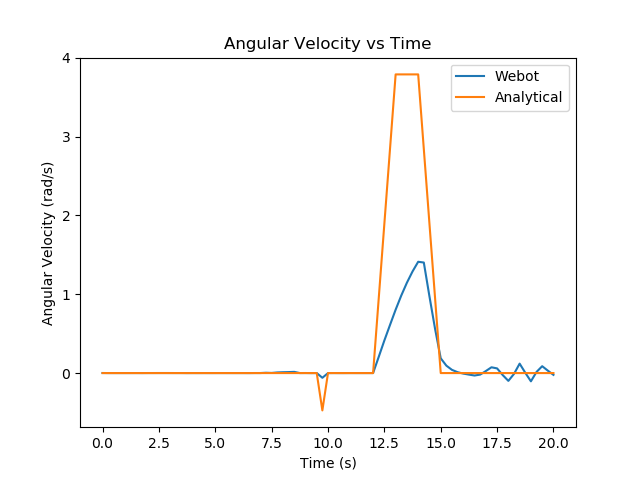 Angular Velocity vs Time
Webot
Analytical
Angular Velocity (rad/s)
4
3
2
1
0
0.0 2.5 5.0 7.5 10.0 12.5 15.0 17.5 20.0
Time (s)